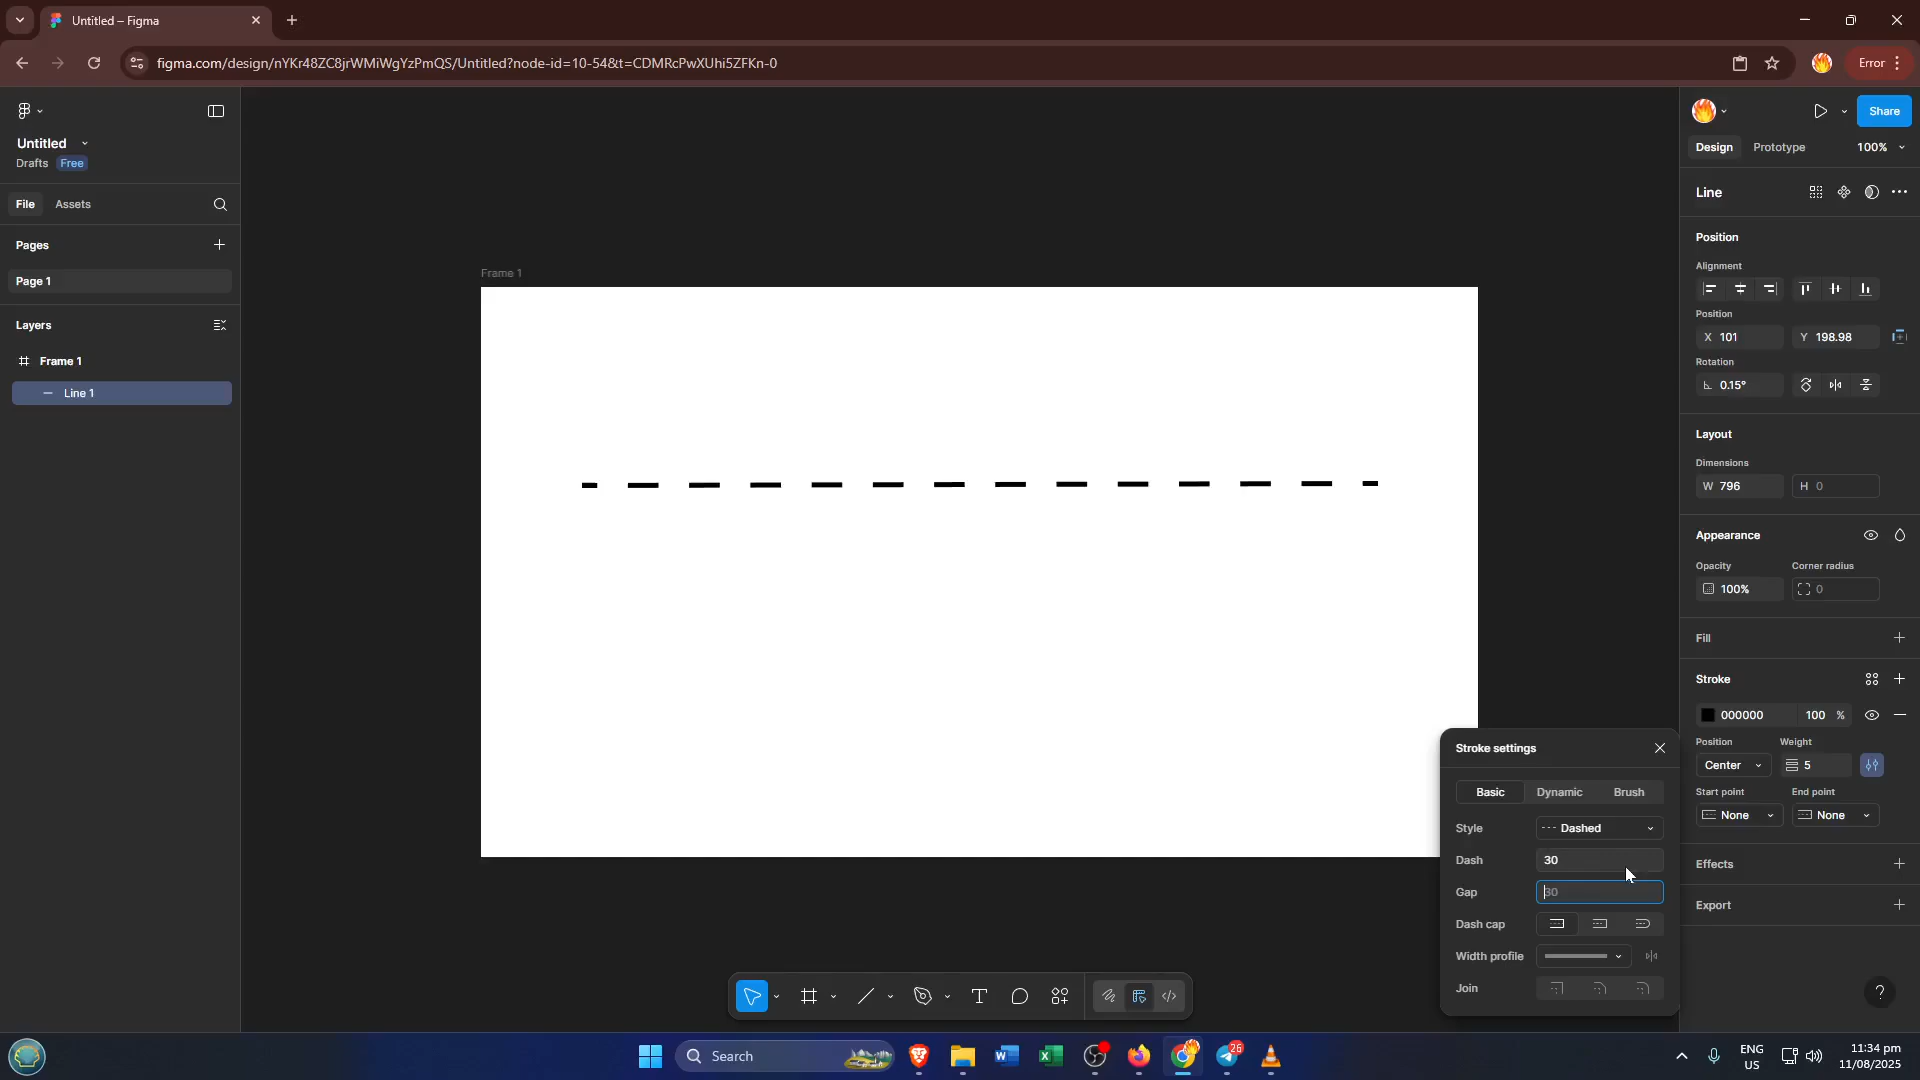 Untitled – Figma
figma.com/design/nYKr48ZC8jrWMiWgYzPmQS/Untitled?node-id=10-54&t=CDMRcPwXUhi5ZFKn-0
Error
Untitled
Drafts Free
File Assets
Pages
Page 1
Layers
Frame 1
Line 1
Frame 1
Share
Design Prototype 100%
Line
Position
Alignment
Position
X 101 Y 198.98
Rotation
0.15°
Layout
Dimensions
W 796 H 0
Appearance
Opacity Corner radius
100% 0
Fill
Stroke
000000 100 %
Position Weight
Center 5
Start point End point
None None
Effects
Export
Stroke settings
Basic Dynamic Brush
Style Dashed
Dash 30
Gap 30
Dash cap
Width profile
Join
?
Search
26
ENG
US
11:34 pm
11/08/2025